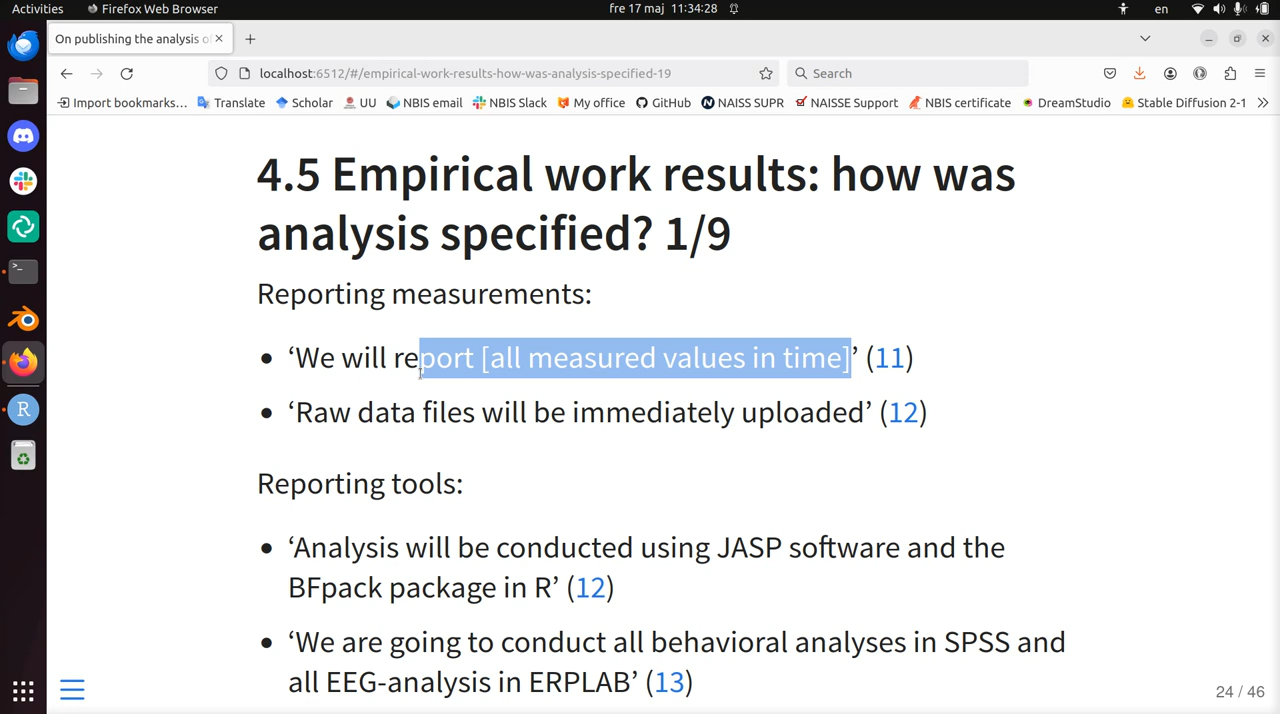 Activities
Firefox Web Browser
fre 17 maj 11:34:28
en
On publishing the analysis o
localhost:6512/#/empirical-work-results-how-was-analysis-specified-19
Search
Import bookmarks...
Translate
Scholar
UU
NBIS email
NBIS Slack
My office
GitHub
NAISS SUPR
NAISSE Support
NBIS certificate
DreamStudio
Stable Diffusion 2-1
4.5 Empirical work results: how was
analysis specified? 1/9
Reporting measurements:
• ‘We will report [all measured values in time]’ (11)
• ‘Raw data files will be immediately uploaded’ (12)
Reporting tools:
• ‘Analysis will be conducted using JASP software and the
BFpack package in R’ (12)
• ‘We are going to conduct all behavioral analyses in SPSS and
all EEG-analysis in ERPLAB’ (13)
24 / 46